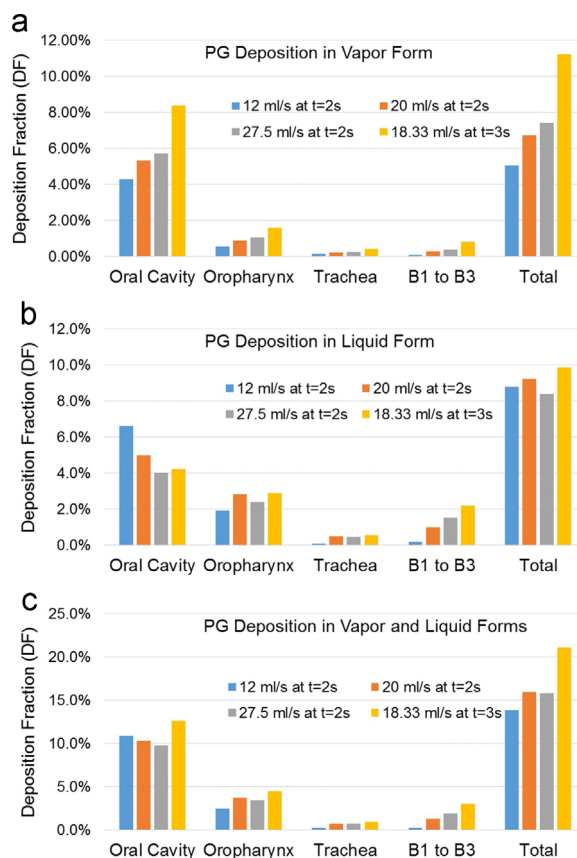 a
PG Deposition in Vapor Form
Deposition Fraction (DF)
12.00%
10.00%
8.00%
6.00%
4.00%
2.00%
0.00%
12 ml/s at t=2s
20 ml/s at t=2s
27.5 ml/s at t=2s
18.33 ml/s at t=3s
Oral Cavity
Oropharynx
Trachea
B1 to B3
Total
b
PG Deposition in Liquid Form
Deposition Fraction (DF)
12.0%
10.0%
8.0%
6.0%
4.0%
2.0%
0.0%
12 ml/s at t=2s
20 ml/s at t=2s
27.5 ml/s at t=2s
18.33 ml/s at t=3s
Oral Cavity
Oropharynx
Trachea
B1 to B3
Total
c
PG Deposition in Vapor and Liquid Forms
Deposition Fraction (DF)
25.0%
20.0%
15.0%
10.0%
5.0%
0.0%
12 ml/s at t=2s
20 ml/s at t=2s
27.5 ml/s at t=2s
18.33 ml/s at t=3s
Oral Cavity
Oropharynx
Trachea
B1 to B3
Total